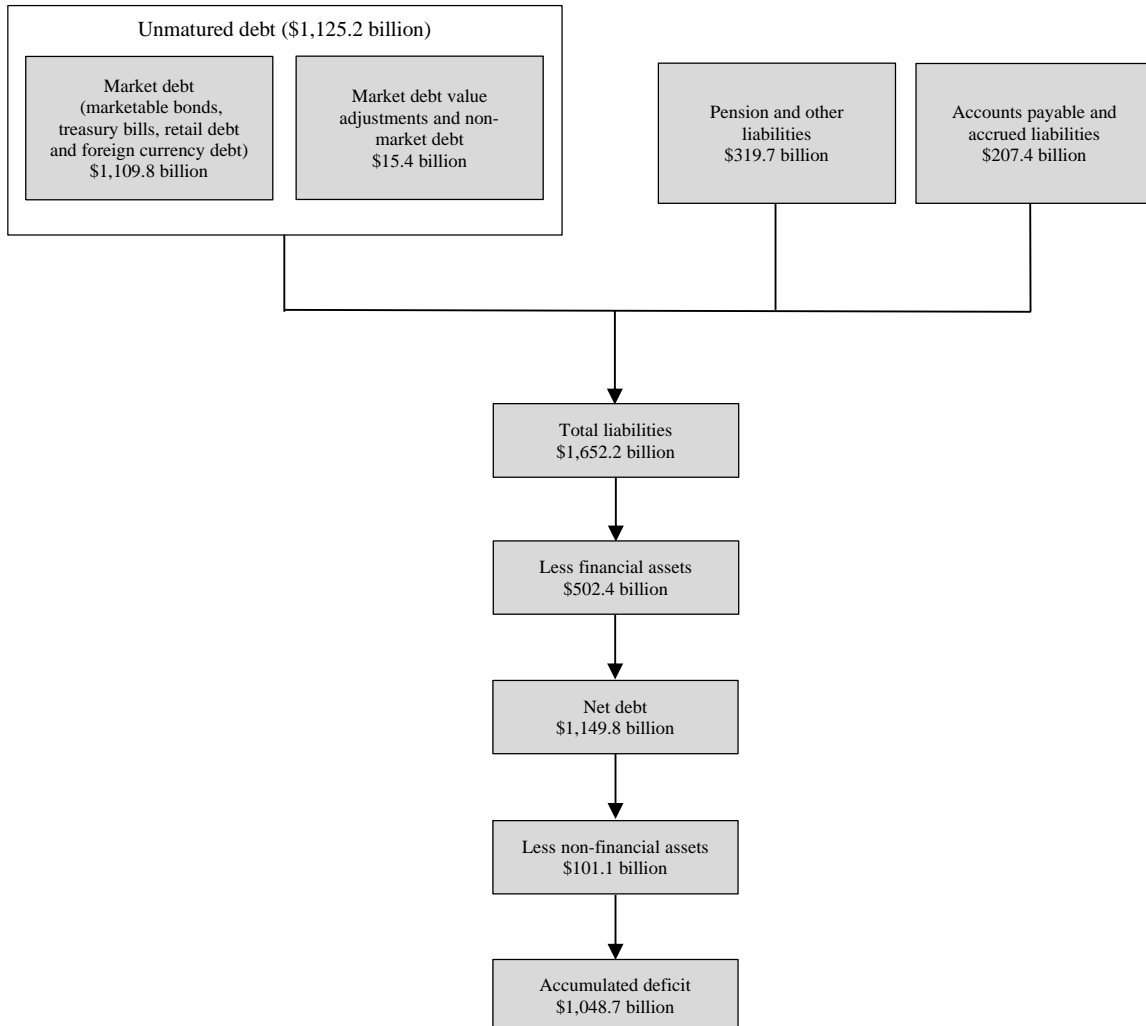 Unmatured debt ($1,125.2 billion)
Market debt
(marketable bonds,
treasury bills, retail debt
and foreign currency debt)
$1,109.8 billion
Market debt value
adjustments and non-
market debt
$15.4 billion
Pension and other
liabilities
$319.7 billion
Accounts payable and
accrued liabilities
$207.4 billion
Total liabilities
$1,652.2 billion
Less financial assets
$502.4 billion
Net debt
$1,149.8 billion
Less non-financial assets
$101.1 billion
Accumulated deficit
$1,048.7 billion